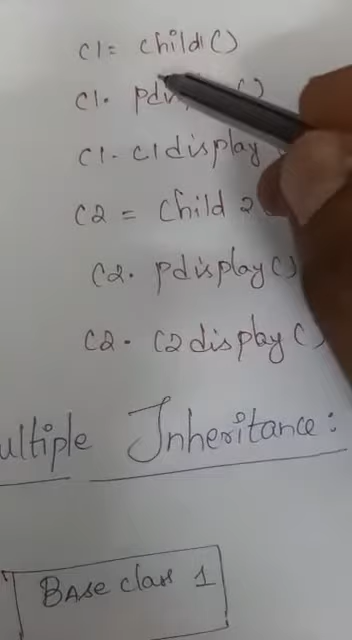 C1 = child1()
C1.
C1. C1display
C2 = child 2
C2. pdisplay()
C2. C2display()
ultiple Inheritance:
BAse class 1